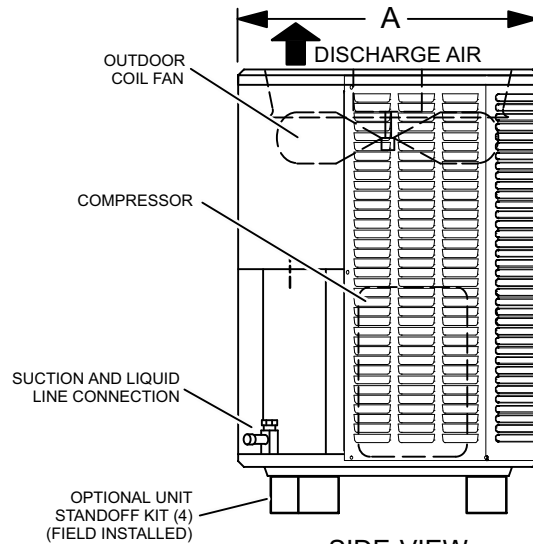 A
DISCHARGE AIR
OUTDOOR
COIL FAN
COMPRESSOR
SUCTION AND LIQUID
LINE CONNECTION
OPTIONAL UNIT
STANDOFF KIT (4)
(FIELD INSTALLED)
SIDE VIEW